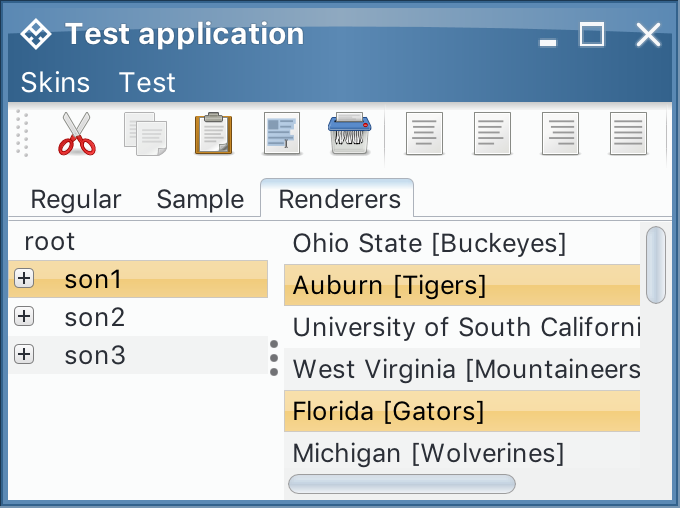 Test application
Skins Test
Regular Sample Renderers
root
son1
son2
son3
Ohio State [Buckeyes]
Auburn [Tigers]
University of South Californi
West Virginia [Mountaineers
Florida [Gators]
Michigan [Wolverines]